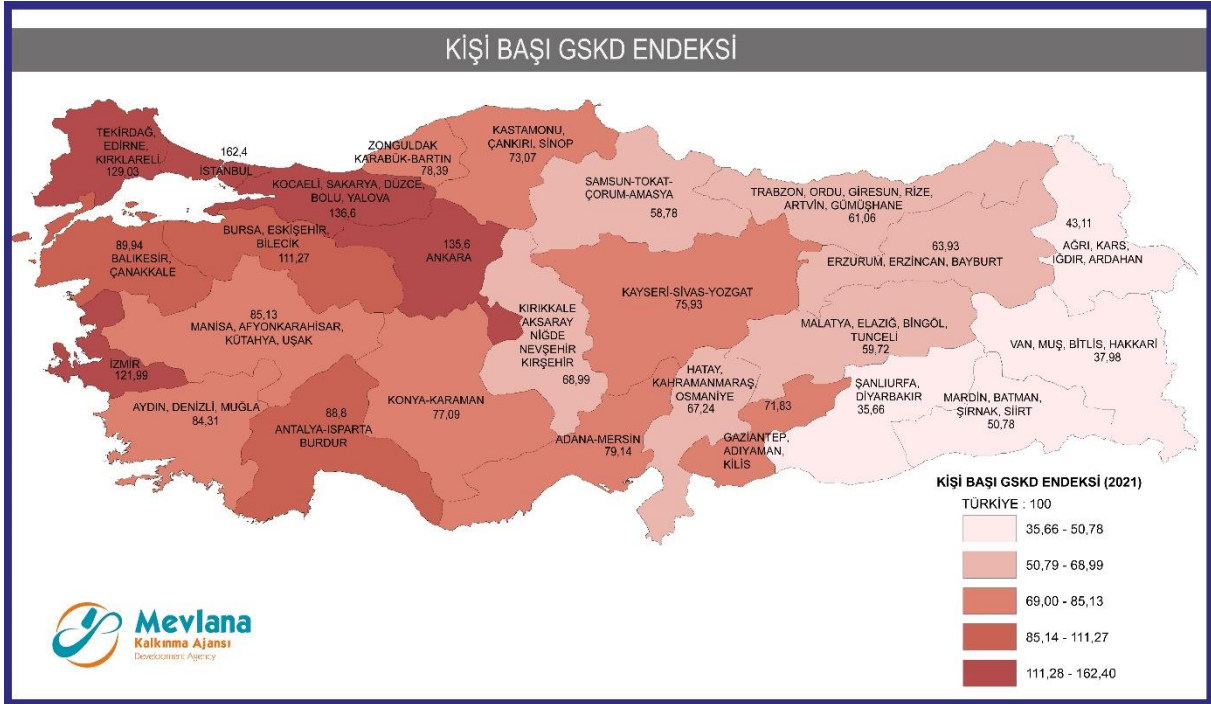 KİŞİ BAŞI GSKD ENDEKSİ
TEKİRDAĞ,
EDİRNE,
KIRKLARELİ
129,03
162,4
İSTANBUL
KOCAELİ, SAKARYA, DÜZCE,
BOLU, YALOVA
136,6
ZONGULDAK
KARABÜK-BARTIN
78,39
KASTAMONU,
ÇANKIRI, SİNOP
73,07
SAMSUN-TOKAT-
ÇORUM-AMASYA
58,78
TRABZON, ORDU, GİRESUN, RİZE,
ARTVİN, GÜMÜŞHANE
61,06
43,11
AĞRI, KARS,
IĞDIR, ARDAHAN
89,94
BALIKESİR,
ÇANAKKALE
BURSA, ESKİŞEHİR,
BİLECİK
111,27
135,6
ANKARA
63,93
ERZURUM, ERZİNCAN, BAYBURT
KIRIKKALE
AKSARAY
NİĞDE
NEVŞEHİR
KIRŞEHİR
68,99
KAYSERİ-SİVAS-YOZGAT
75,93
85,13
MANİSA, AFYONKARAHİSAR,
KÜTAHYA, UŞAK
MALATYA, ELAZIĞ, BİNGÖL,
TUNCELİ
59,72
VAN, MUŞ, BİTLİS, HAKKARİ
37,98
İZMİR
121,99
AYDIN, DENİZLİ, MUĞLA
84,31
88,8
ANTALYA-ISPARTA
BURDUR
KONYA-KARAMAN
77,09
ADANA-MERSİN
79,14
HATAY,
KAHRAMANMARAŞ,
OSMANİYE
67,24
71,83
GAZİANTEP,
ADIYAMAN,
KİLİS
ŞANLIURFA,
DİYARBAKIR
35,66
MARDİN, BATMAN,
ŞIRNAK, SİİRT
50,78
KİŞİ BAŞI GSKD ENDEKSİ (2021)
TÜRKİYE : 100
35,66 - 50,78
50,79 - 68,99
69,00 - 85,13
85,14 - 111,27
111,28 - 162,40
Mevlana
Kalkınma Ajansı
Development Agency